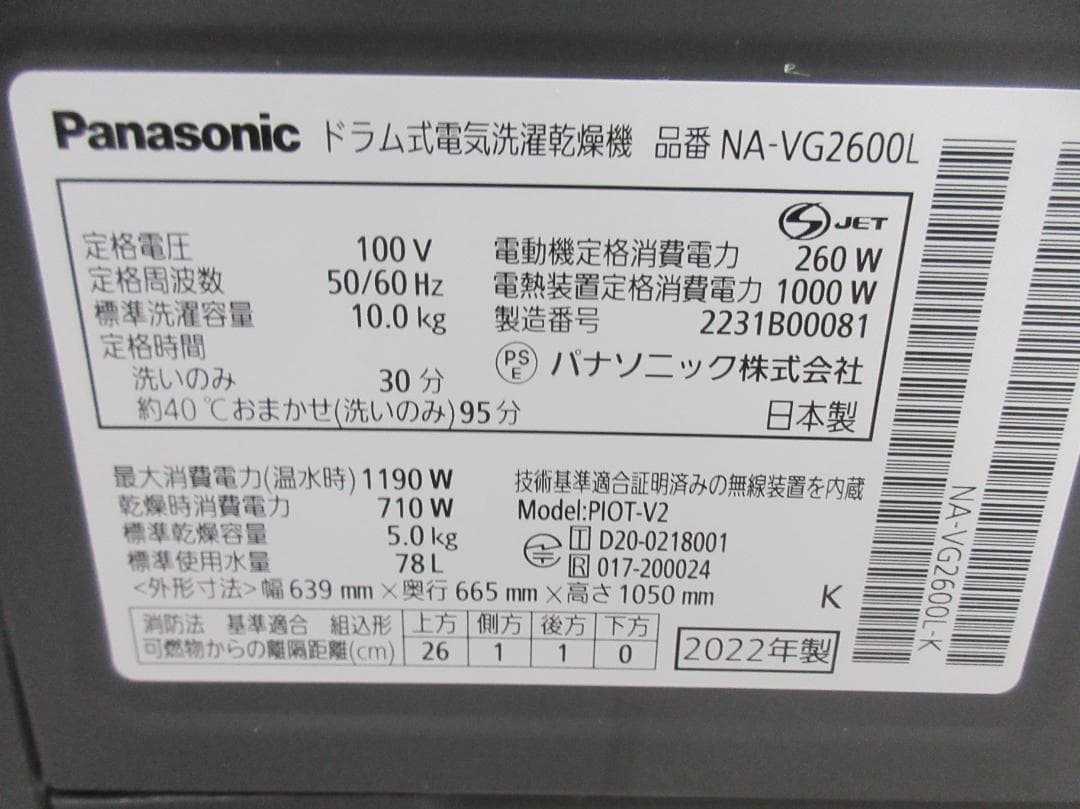 Panasonic ドラム式電気洗濯乾燥機 品番 NA-VG2600L
JET
定格電圧 100 V 電動機定格消費電力 260 W
定格周波数 50/60 Hz 電熱装置定格消費電力 1000 W
標準洗濯容量 10.0 kg 製造番号 2231B00081
定格時間
洗いのみ 30 分 PS E パナソニック株式会社
約40℃おまかせ(洗いのみ) 95 分 日本製
最大消費電力(温水時) 1190 W 技術基準適合証明済みの無線装置を内蔵
乾燥時消費電力 710 W Model:PIOT-V2
標準乾燥容量 5.0 kg T D20-0218001
標準使用水量 78 L R 017-200024
<外形寸法>幅 639 mm×奥行 665 mm×高さ 1050 mm K
消防法 基準適合 組込形 上方 側方 後方 下方
可燃物からの離隔距離(cm) 26 1 1 0 2022年製
NA-VG2600L-K